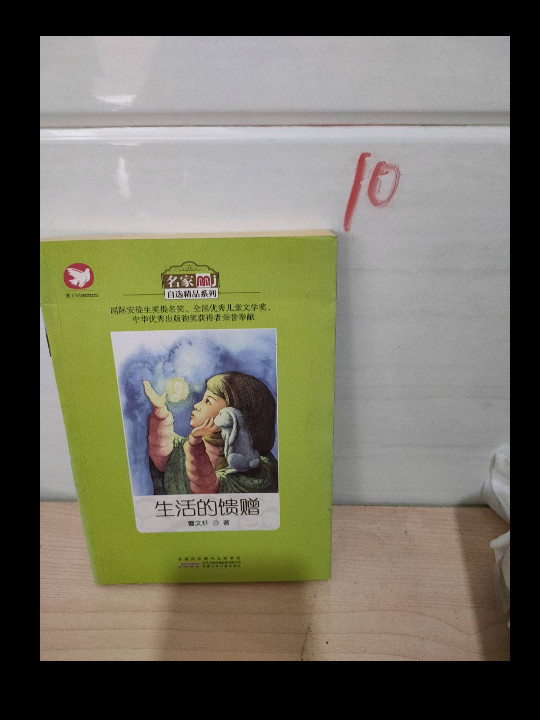 10
名家
自选精品系列
国际安徒生奖提名奖、全国优秀儿童文学奖、
中华优秀出版物奖获得者荣誉奉献
生活的馈赠
曹文轩 ◎ 著